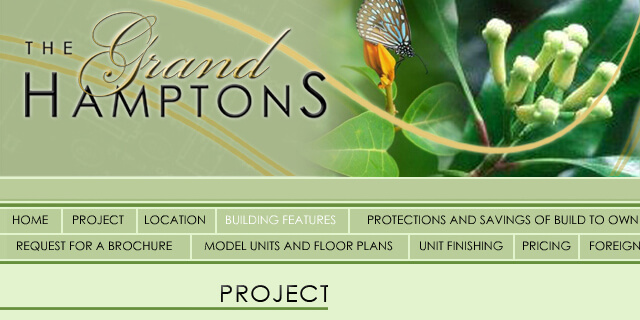 THE Grand
HAMPTONS
HOME PROJECT LOCATION BUILDING FEATURES PROTECTIONS AND SAVINGS OF BUILD TO OWN
REQUEST FOR A BROCHURE MODEL UNITS AND FLOOR PLANS UNIT FINISHING PRICING FOREIGN
PROJECT